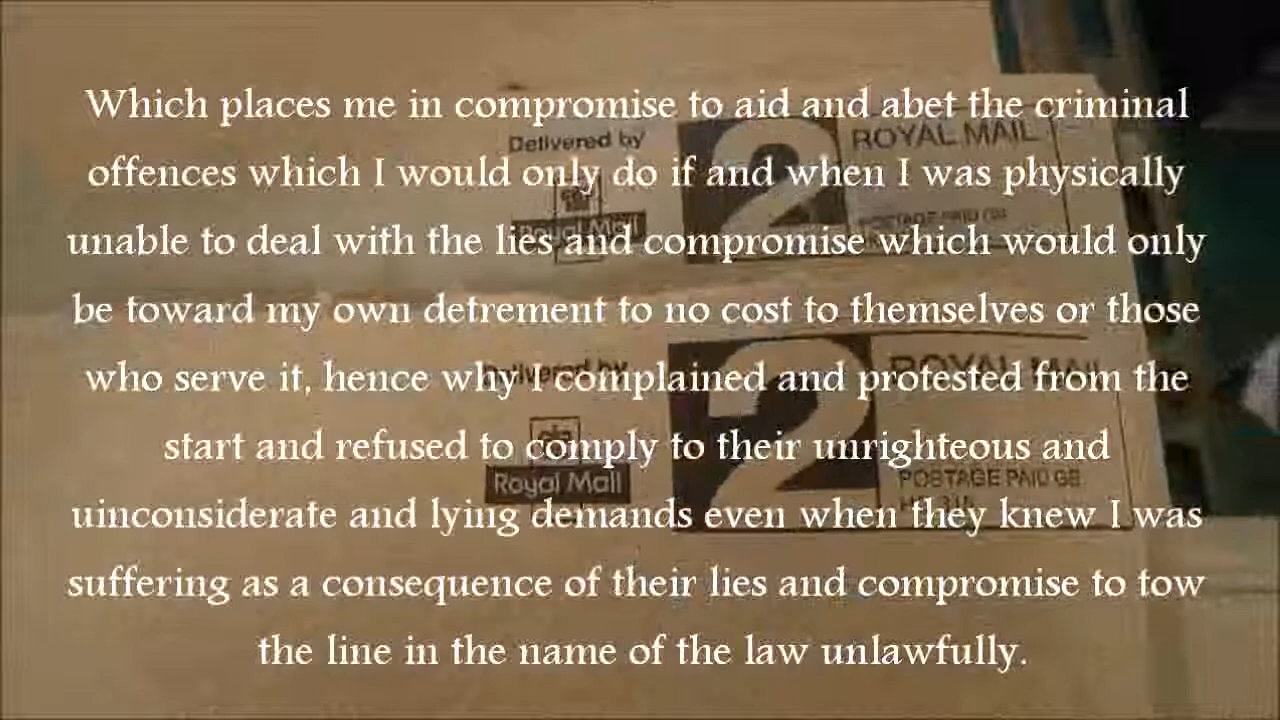 Which places me in compromise to aid and abet the criminal
offences which I would only do if and when I was physically
unable to deal with the lies and compromise which would only
be toward my own detrement to no cost to themselves or those
who serve it, hence why I complained and protested from the
start and refused to comply to their unrighteous and
uinconsiderate and lying demands even when they knew I was
suffering as a consequence of their lies and compromise to tow
the line in the name of the law unlawfully.
Delivered by
Royal Mail
2
ROYAL MAIL
POSTAGE PAID GB
Delivered by
Royal Mail
2
ROYAL MAIL
POSTAGE PAID GB